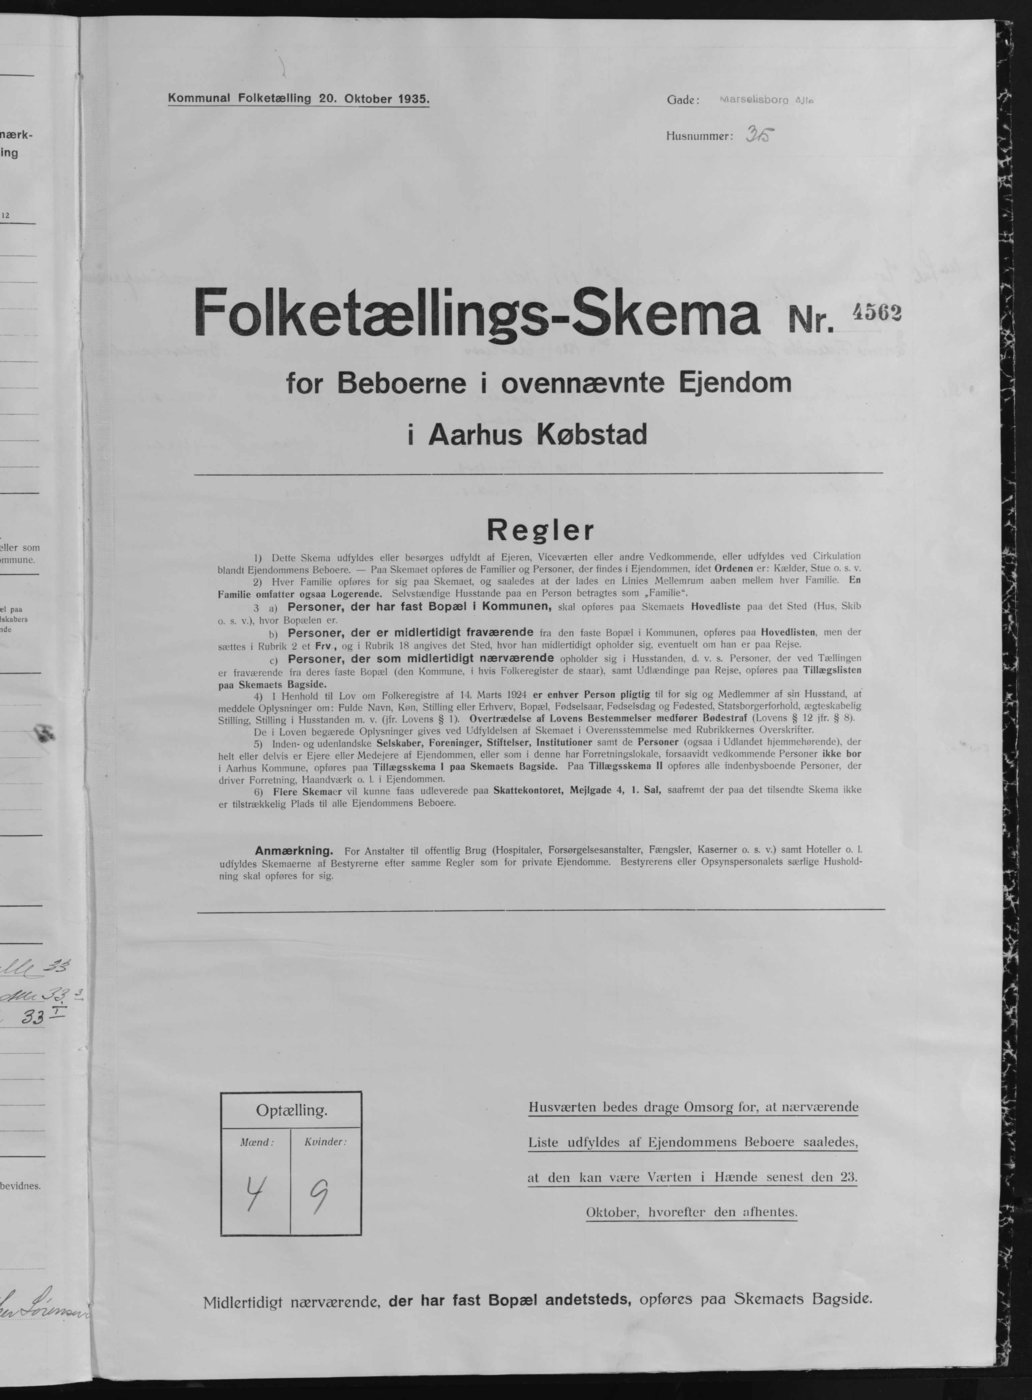 Kommunal Folketælling 20. Oktober 1935.
Gade: Marselisborg Alle
Husnummer: 35
Folketællings-Skema Nr. 4562
for Beboerne i ovennævnte Ejendom
i Aarhus Købstad
Regler
1) Dette Skema udfyldes eller besørges udfyldt af Ejeren, Viceværten eller andre Vedkommende, eller udfyldes ved Cirkulation
blandt Ejendommens Beboere. — Paa Skemaet opføres de Familier og Personer, der findes i Ejendommen, idet Ordenen er: Kælder, Stue o. s. v.
2) Hver Familie opføres for sig paa Skemaet, og saaledes at der lades en Linies Mellemrum aaben mellem hver Familie. En
Familie omfatter ogsaa Logerende. Selvstændige Husstande paa en Person betragtes som „Familie".
3 a) Personer, der har fast Bopæl i Kommunen, skal opføres paa Skemaets Hovedliste paa det Sted (Hus, Skib
o. s. v.), hvor Bopælen er.
b) Personer, der er midlertidigt fraværende fra den faste Bopæl i Kommunen, opføres paa Hovedlisten, men der
sættes i Rubrik 2 et Frv, og i Rubrik 18 angives det Sted, hvor han midlertidigt opholder sig, eventuelt om han er paa Rejse.
c) Personer, der som midlertidigt nærværende opholder sig i Husstanden, d. v. s. Personer, der ved Tællingen
er fraværende fra deres faste Bopæl (den Kommune, i hvis Folkeregister de staar), samt Udlændinge paa Rejse, opføres paa Tillægslisten
paa Skemaets Bagside.
4) I Henhold til Lov om Folkeregistre af 14. Marts 1924 er enhver Person pligtig til for sig og Medlemmer af sin Husstand, at
meddele Oplysninger om: Fulde Navn, Køn, Stilling eller Erhverv, Bopæl, Fødselsaar, Fødselsdag og Fødested, Statsborgerforhold, ægteskabelig
Stilling, Stilling i Husstanden m. v. (jfr. Lovens § 1). Overtrædelse af Lovens Bestemmelser medfører Bødestraf (Lovens § 12 jfr. § 8).
De i Loven begærede Oplysninger gives ved Udfyldelsen af Skemaet i Overensstemmelse med Rubrikkernes Overskrifter.
5) Inden- og udenlandske Selskaber, Foreninger, Stiftelser, Institutioner samt de Personer (ogsaa i Udlandet hjemmehørende), der
helt eller delvis er Ejere eller Medejere af Ejendommen, eller som i denne har Forretningslokale, forsaavidt vedkommende Personer ikke bor
i Aarhus Kommune, opføres paa Tillægsskema I paa Skemaets Bagside. Paa Tillægsskema II opføres alle indenbysboende Personer, der
driver Forretning, Haandværk o. l. i Ejendommen.
6) Flere Skemaer vil kunne faas udleverede paa Skattekontoret, Mejlgade 4, 1. Sal, saafremt der paa det tilsendte Skema ikke
er tilstrækkelig Plads til alle Ejendommens Beboere.
Anmærkning. For Anstalter til offentlig Brug (Hospitaler, Forsørgelsesanstalter, Fængsler, Kaserner o. s. v.) samt Hoteller o. l.
udfyldes Skemaerne af Bestyrerne efter samme Regler som for private Ejendomme. Bestyrerens eller Opsynspersonalets særlige Hushold-
ning skal opføres for sig.
Optælling.
Mænd: Kvinder:
4 9
Husværten bedes drage Omsorg for, at nærværende
Liste udfyldes af Ejendommens Beboere saaledes,
at den kan være Værten i Hænde senest den 23.
Oktober, hvorefter den afhentes.
Midlertidigt nærværende, der har fast Bopæl andetsteds, opføres paa Skemaets Bagside.